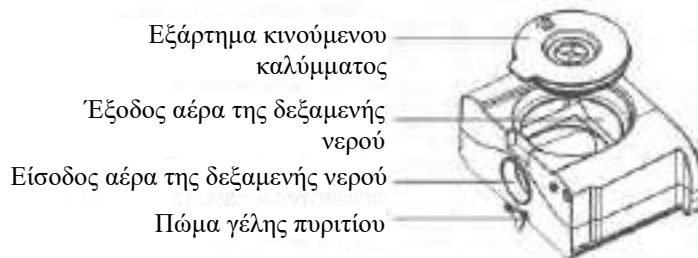 Εξάρτημα κινούμενου
καλύμματος
Έξοδος αέρα της δεξαμενής
νερού
Είσοδος αέρα της δεξαμενής νερού
Πώμα γέλης πυριτίου